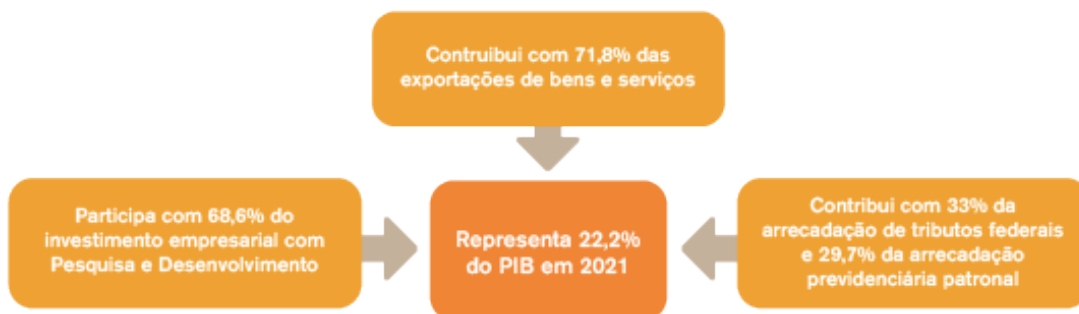 Contruibui com 71,8% das
exportações de bens e serviços
Participa com 68,6% do
investimento empresarial com
Pesquisa e Desenvolvimento
Representa 22,2%
do PIB em 2021
Contribui com 33% da
arrecadação de tributos federais
e 29,7% da arrecadação
previdenciária patronal